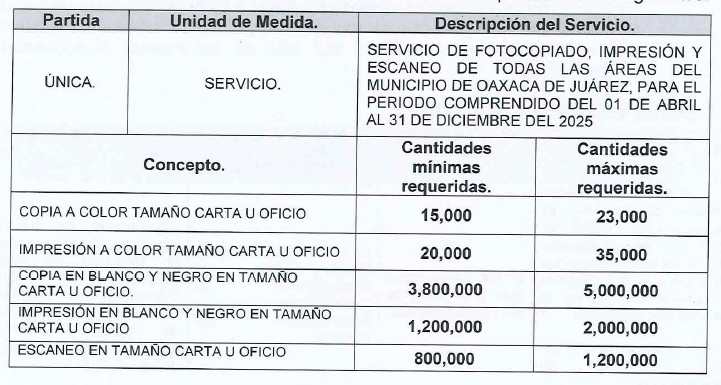 Partida Unidad de Medida. Descripción del Servicio.
ÚNICA. SERVICIO. SERVICIO DE FOTOCOPIADO, IMPRESIÓN Y
ESCANEO DE TODAS LAS ÁREAS DEL
MUNICIPIO DE OAXACA DE JUÁREZ, PARA EL
PERIODO COMPRENDIDO DEL 01 DE ABRIL
AL 31 DE DICIEMBRE DEL 2025
Concepto. Cantidades
mínimas
requeridas. Cantidades
máximas
requeridas.
COPIA A COLOR TAMAÑO CARTA U OFICIO 15,000 23,000
IMPRESIÓN A COLOR TAMAÑO CARTA U OFICIO 20,000 35,000
COPIA EN BLANCO Y NEGRO EN TAMAÑO
CARTA U OFICIO. 3,800,000 5,000,000
IMPRESIÓN EN BLANCO Y NEGRO EN TAMAÑO
CARTA U OFICIO 1,200,000 2,000,000
ESCANEO EN TAMAÑO CARTA U OFICIO 800,000 1,200,000